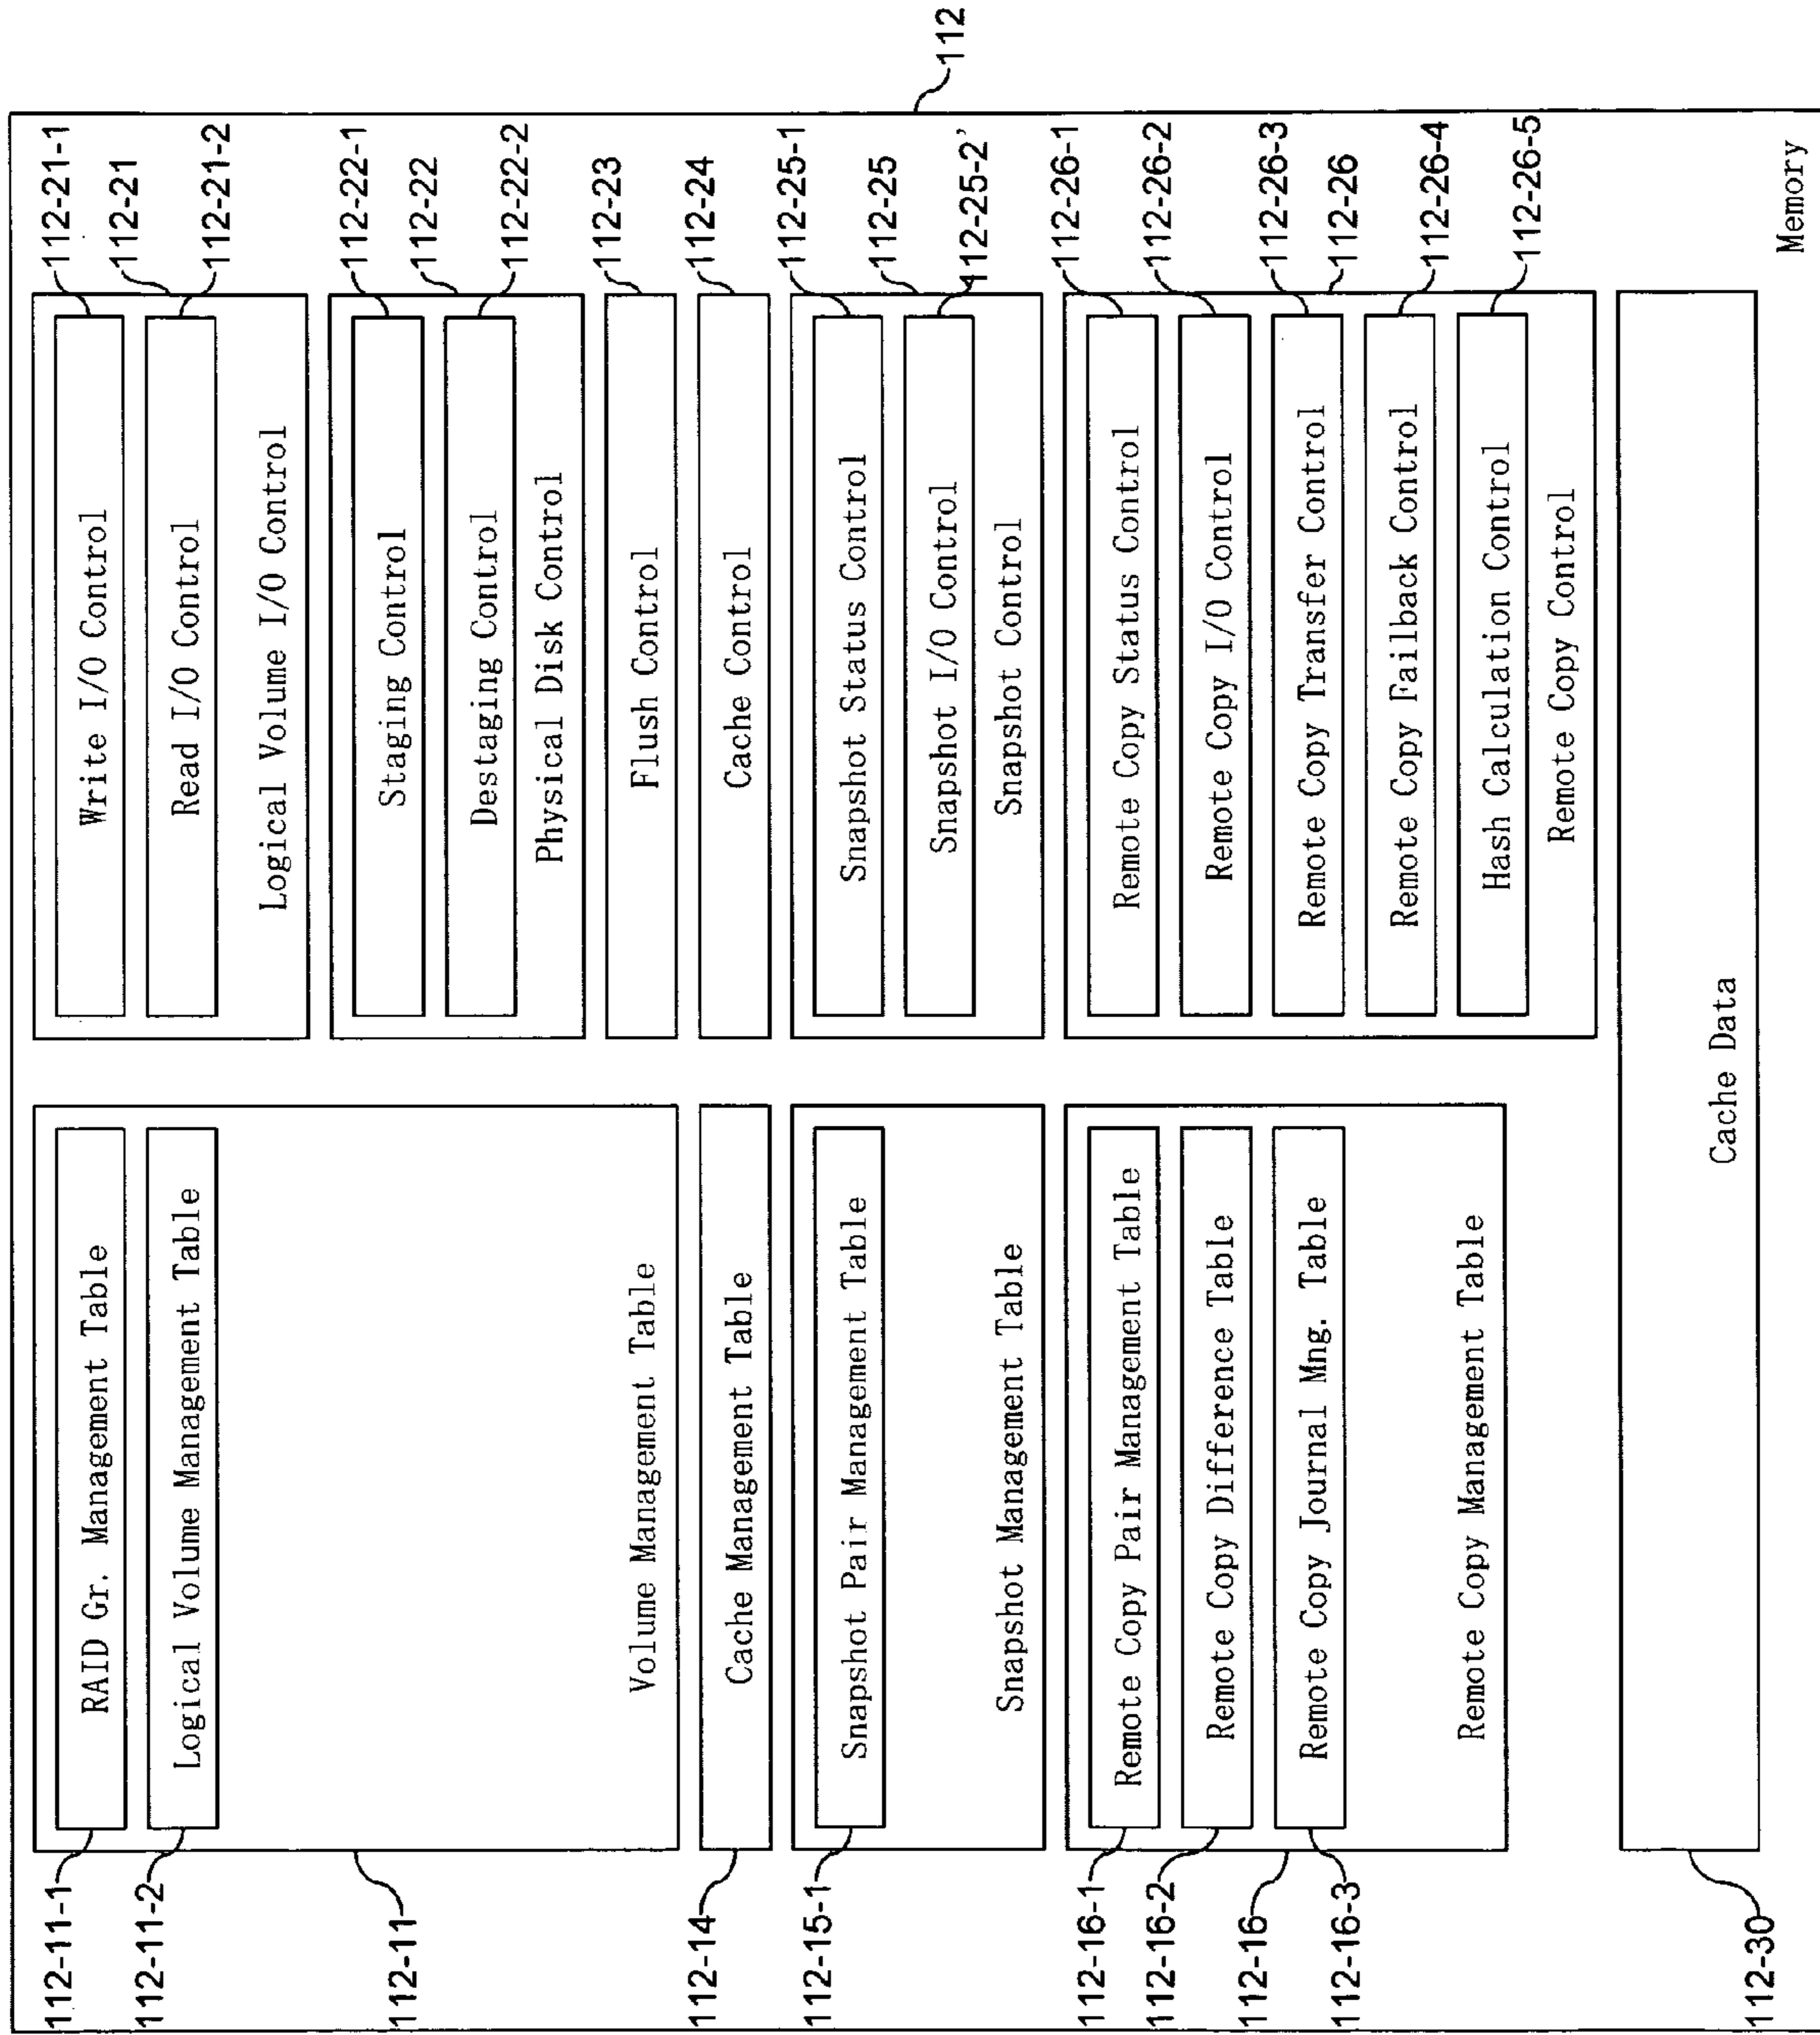 112-11-1
RAID Gr. Management Table
112-11-2
Logical Volume Management Table
112-11
Volume Management Table
112-14
Cache Management Table
112-15-1
Snapshot Pair Management Table
Snapshot Management Table
112-16-1
Remote Copy Pair Management Table
112-16-2
Remote Copy Difference Table
112-16
112-16-3
Remote Copy Journal Mng. Table
Remote Copy Management Table
Write I/O Control
112-21-1
112-21
Read I/O Control
112-21-2
Logical Volume I/O Control
Staging Control
112-22-1
112-22
Destaging Control
112-22-2
Physical Disk Control
Flush Control
112-23
Cache Control
112-24
Snapshot Status Control
112-25-1
112-25
Snapshot I/O Control
112-25-2'
Snapshot Control
112
Remote Copy Status Control
112-26-1
Remote Copy I/O Control
112-26-2
Remote Copy Transfer Control
112-26-3
112-26
Remote Copy Failback Control
112-26-4
Hash Calculation Control
112-26-5
Remote Copy Control
112-30
Cache Data
Memory